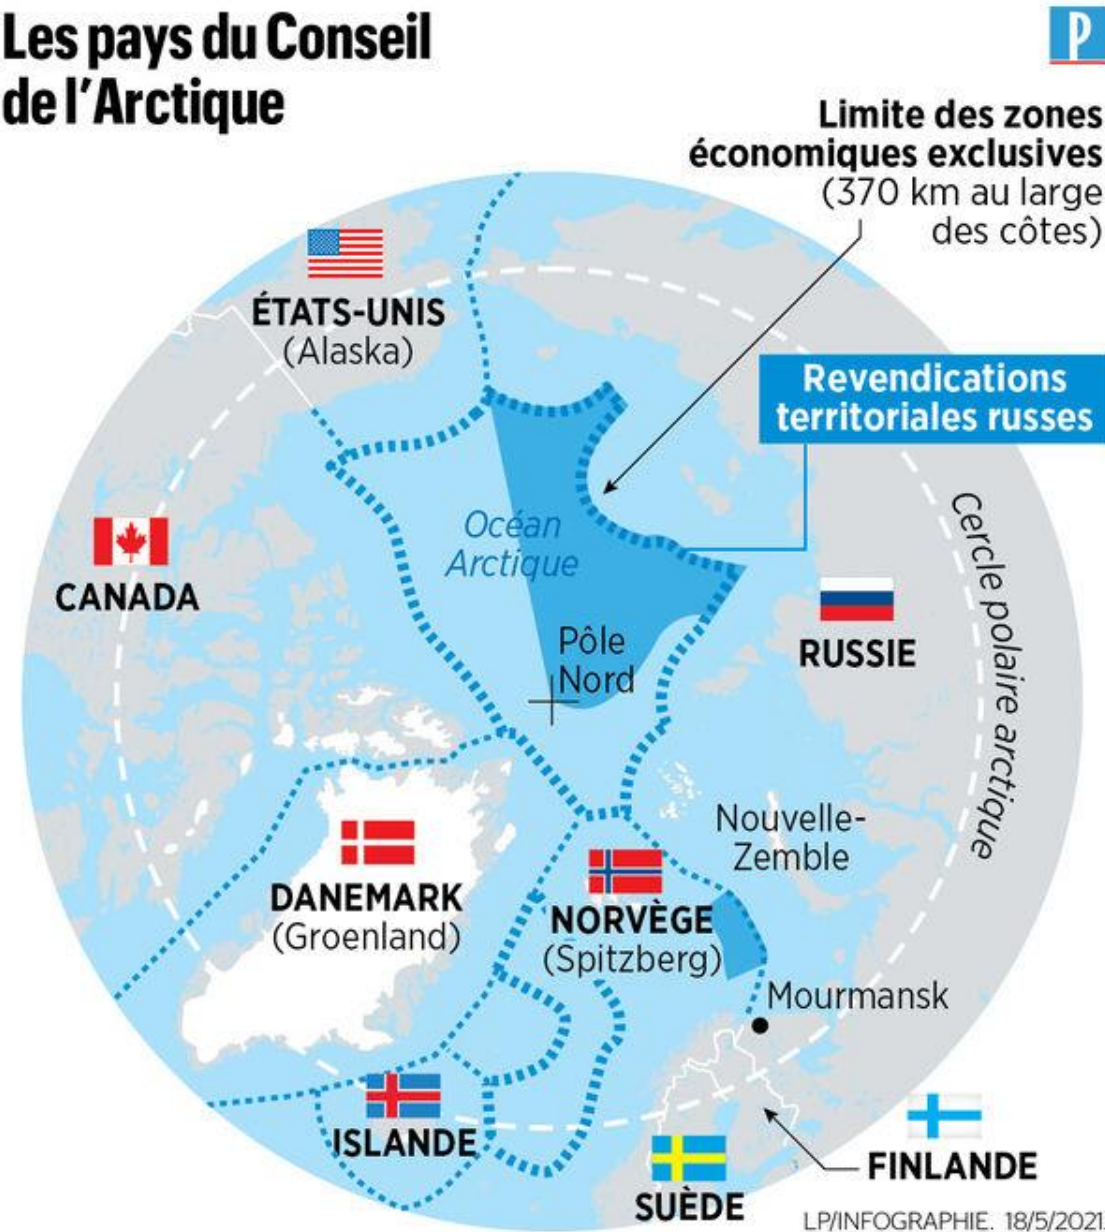 Les pays du Conseil
de l'Arctique
P
Limite des zones
économiques exclusives
(370 km au large
des côtes)
ÉTATS-UNIS
(Alaska)
Revendications
territoriales russes
Océan
Arctique
Cercle polaire arctique
CANADA
RUSSIE
Pôle
Nord
Nouvelle-
Zemble
DANEMARK
(Groenland)
NORVÈGE
(Spitzberg)
Mourmansk
ISLANDE
FINLANDE
SUÈDE
LP/INFOGRAPHIE. 18/5/2021